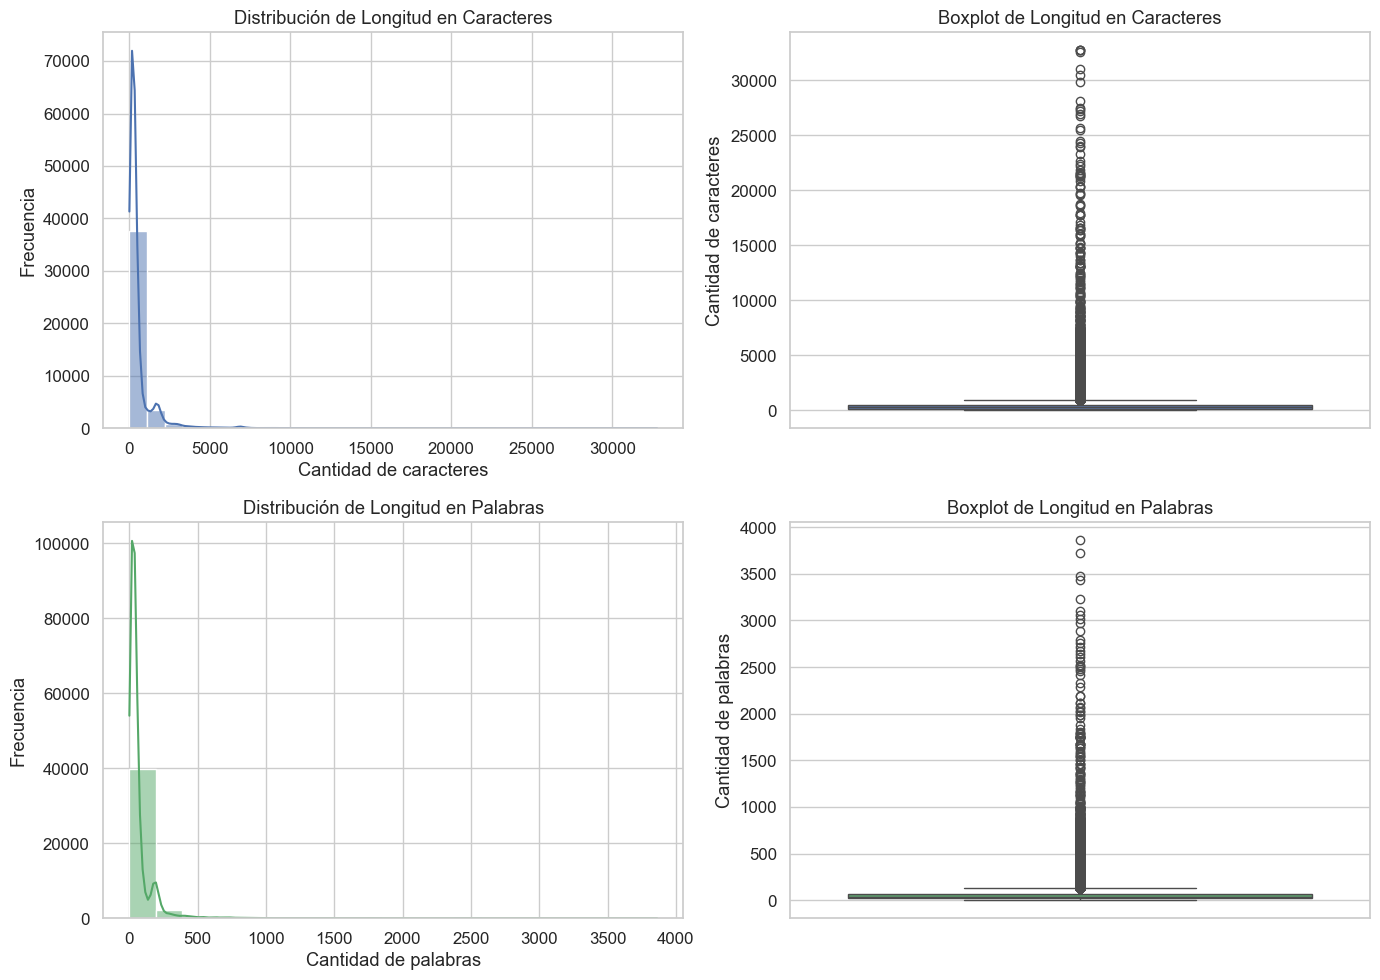 Distribución de Longitud en Caracteres
Frecuencia
70000
60000
50000
40000
30000
20000
10000
0
0 5000 10000 15000 20000 25000 30000
Cantidad de caracteres
Boxplot de Longitud en Caracteres
Cantidad de caracteres
30000
25000
20000
15000
10000
5000
0
Distribución de Longitud en Palabras
Frecuencia
100000
80000
60000
40000
20000
0
0 500 1000 1500 2000 2500 3000 3500 4000
Cantidad de palabras
Boxplot de Longitud en Palabras
Cantidad de palabras
4000
3500
3000
2500
2000
1500
1000
500
0